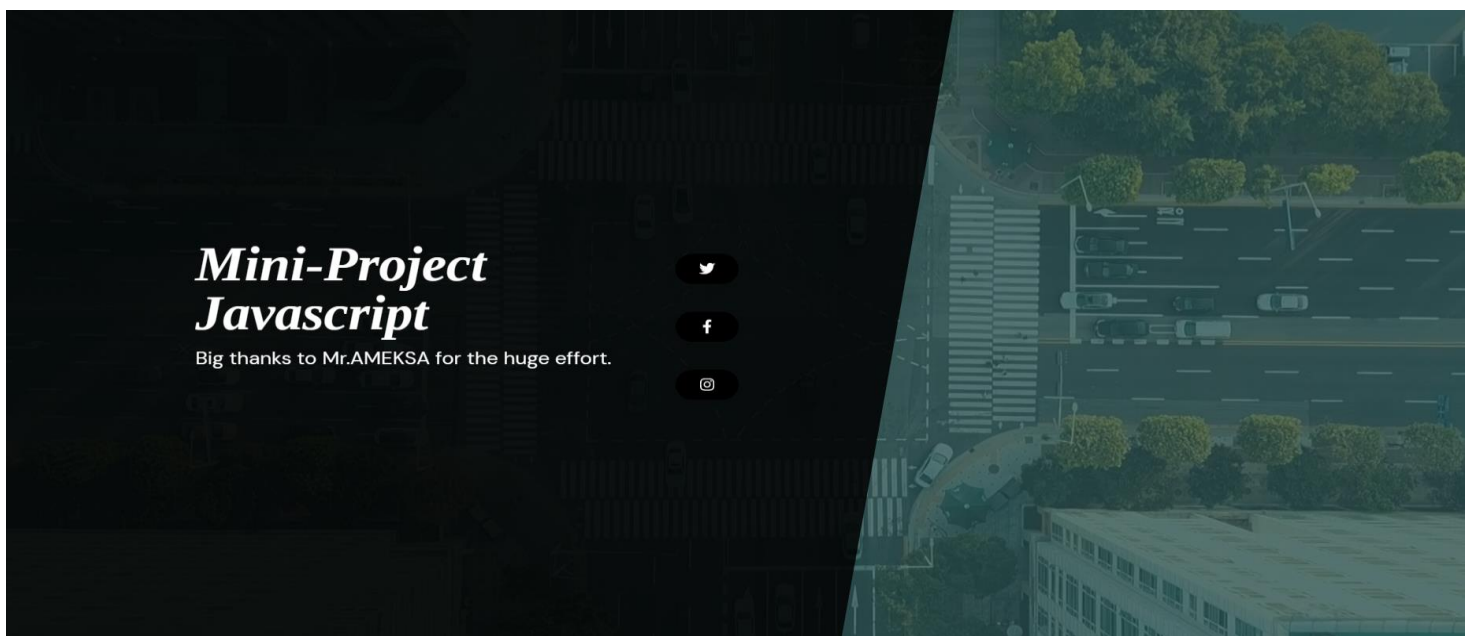 Mini-Project
Javascript
Big thanks to Mr.AMEKSA for the huge effort.